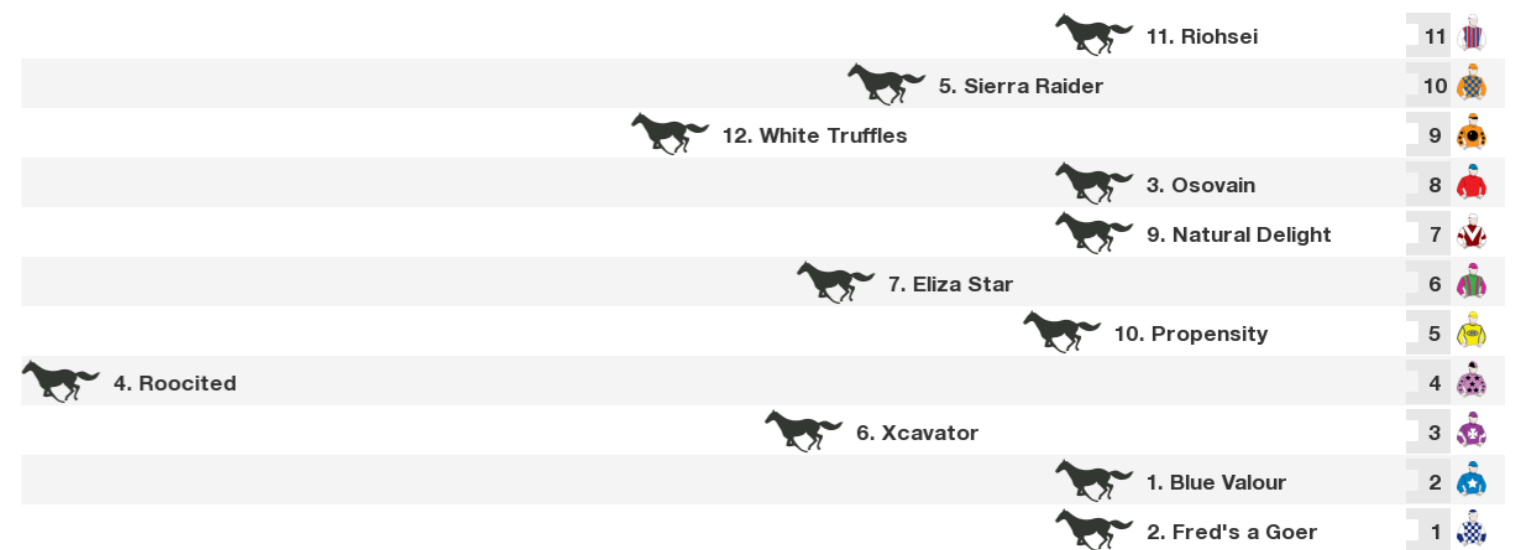 11. Riohsei 11
5. Sierra Raider 10
12. White Truffles 9
3. Osovain 8
9. Natural Delight 7
7. Eliza Star 6
10. Propensity 5
4. Roocited 4
6. Xcavator 3
1. Blue Valour 2
2. Fred's a Goer 1